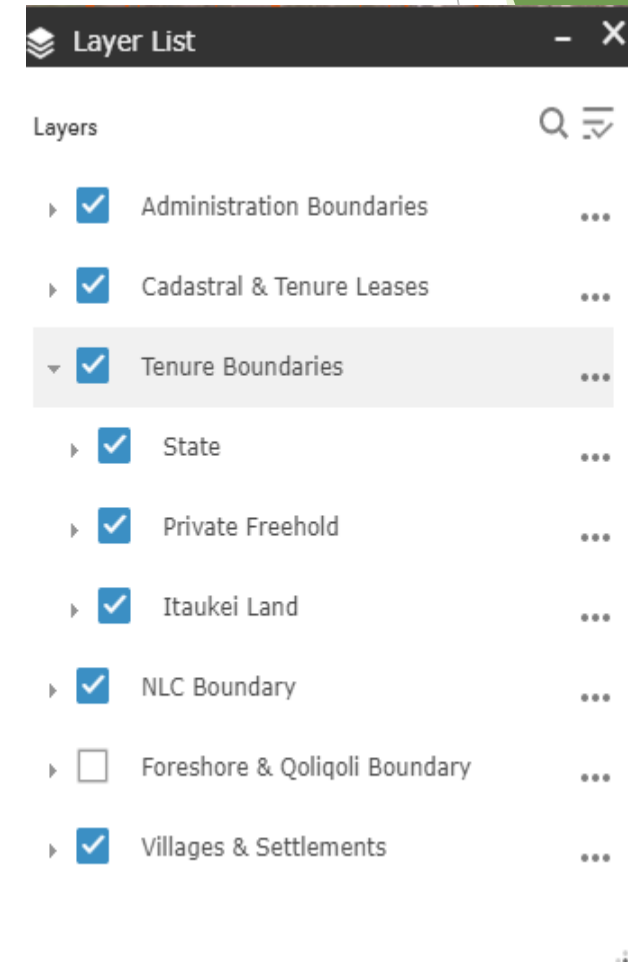 Layer List
Layers
Administration Boundaries
Cadastral & Tenure Leases
Tenure Boundaries
State
Private Freehold
Itaukei Land
NLC Boundary
Foreshore & Qoliqoli Boundary
Villages & Settlements